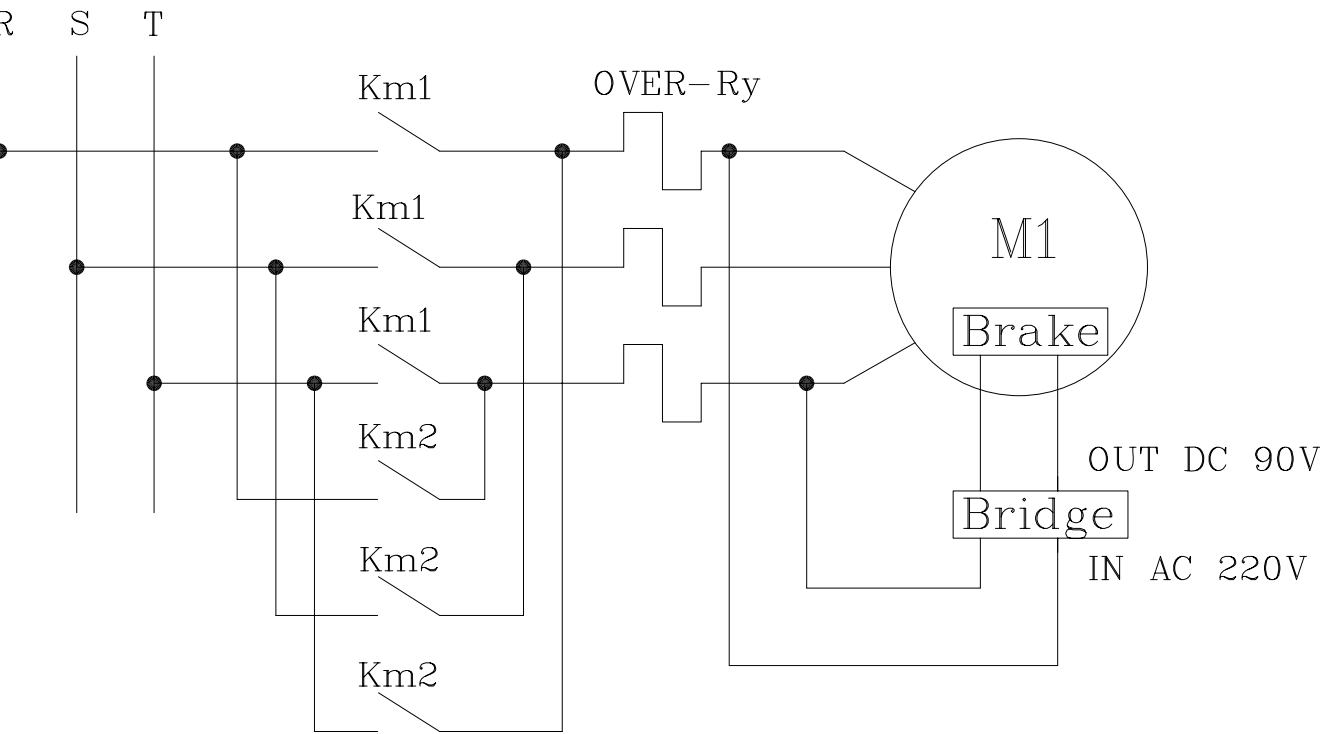 R S T
Km1
OVER-Ry
Km1
M1
Km1
Brake
Km2
OUT DC 90V
Bridge
Km2
IN AC 220V
Km2